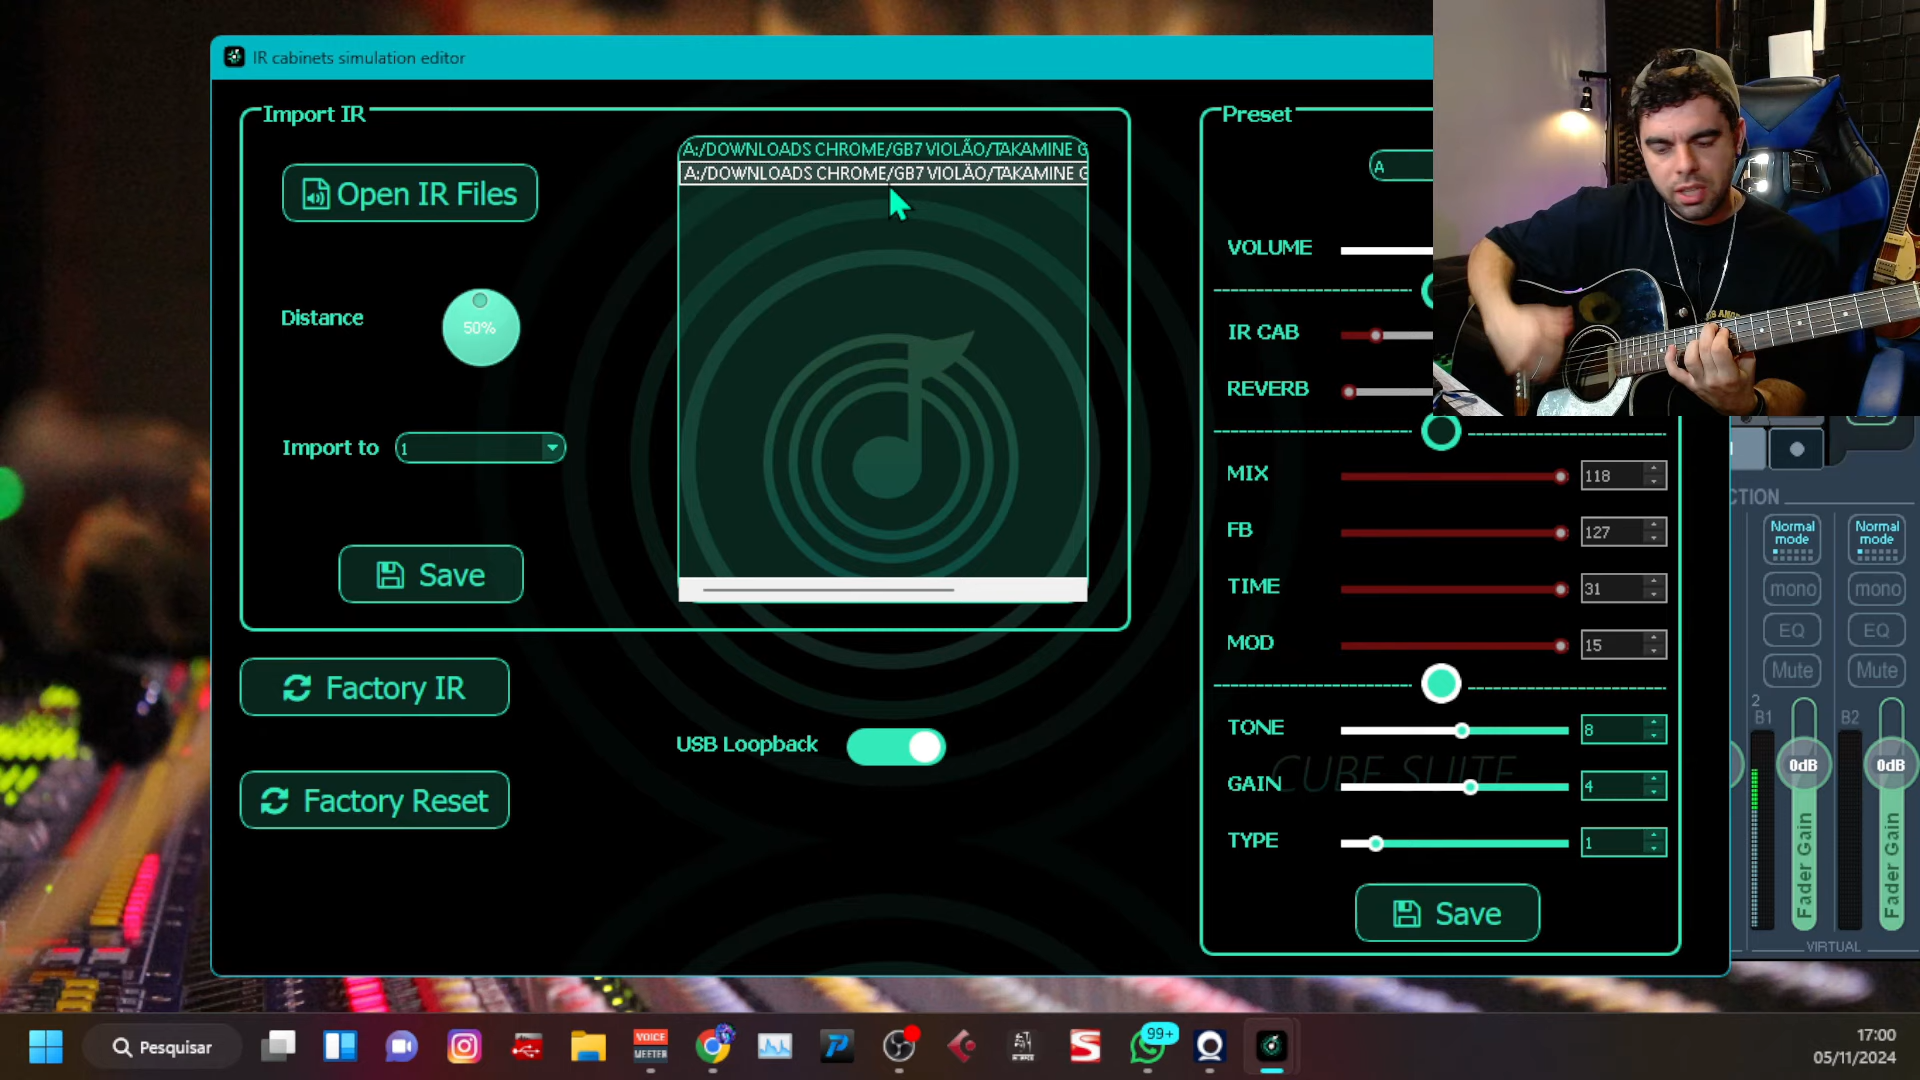 IR cabinets simulation editor
Import IR
Open IR Files
Distance
50%
Import to
1
Save
A:/DOWNLOADS CHROME/GB7 VIOLÃO/TAKAMINE G
A:/DOWNLOADS CHROME/GB7 VIOLÃO/TAKAMINE G
Factory IR
Factory Reset
USB Loopback
Preset
A
VOLUME
IR CAB
REVERB
MIX
118
FB
127
TIME
31
MOD
15
TONE
8
CUBE SUITE
GAIN
4
TYPE
1
Save
CTION
Normal mode
Normal mode
mono
mono
EQ
EQ
Mute
Mute
2
B1
B2
0dB
0dB
Fader Gain
Fader Gain
VIRTUAL
Pesquisar
VOICE
MEETER
99+
17:00
05/11/2024